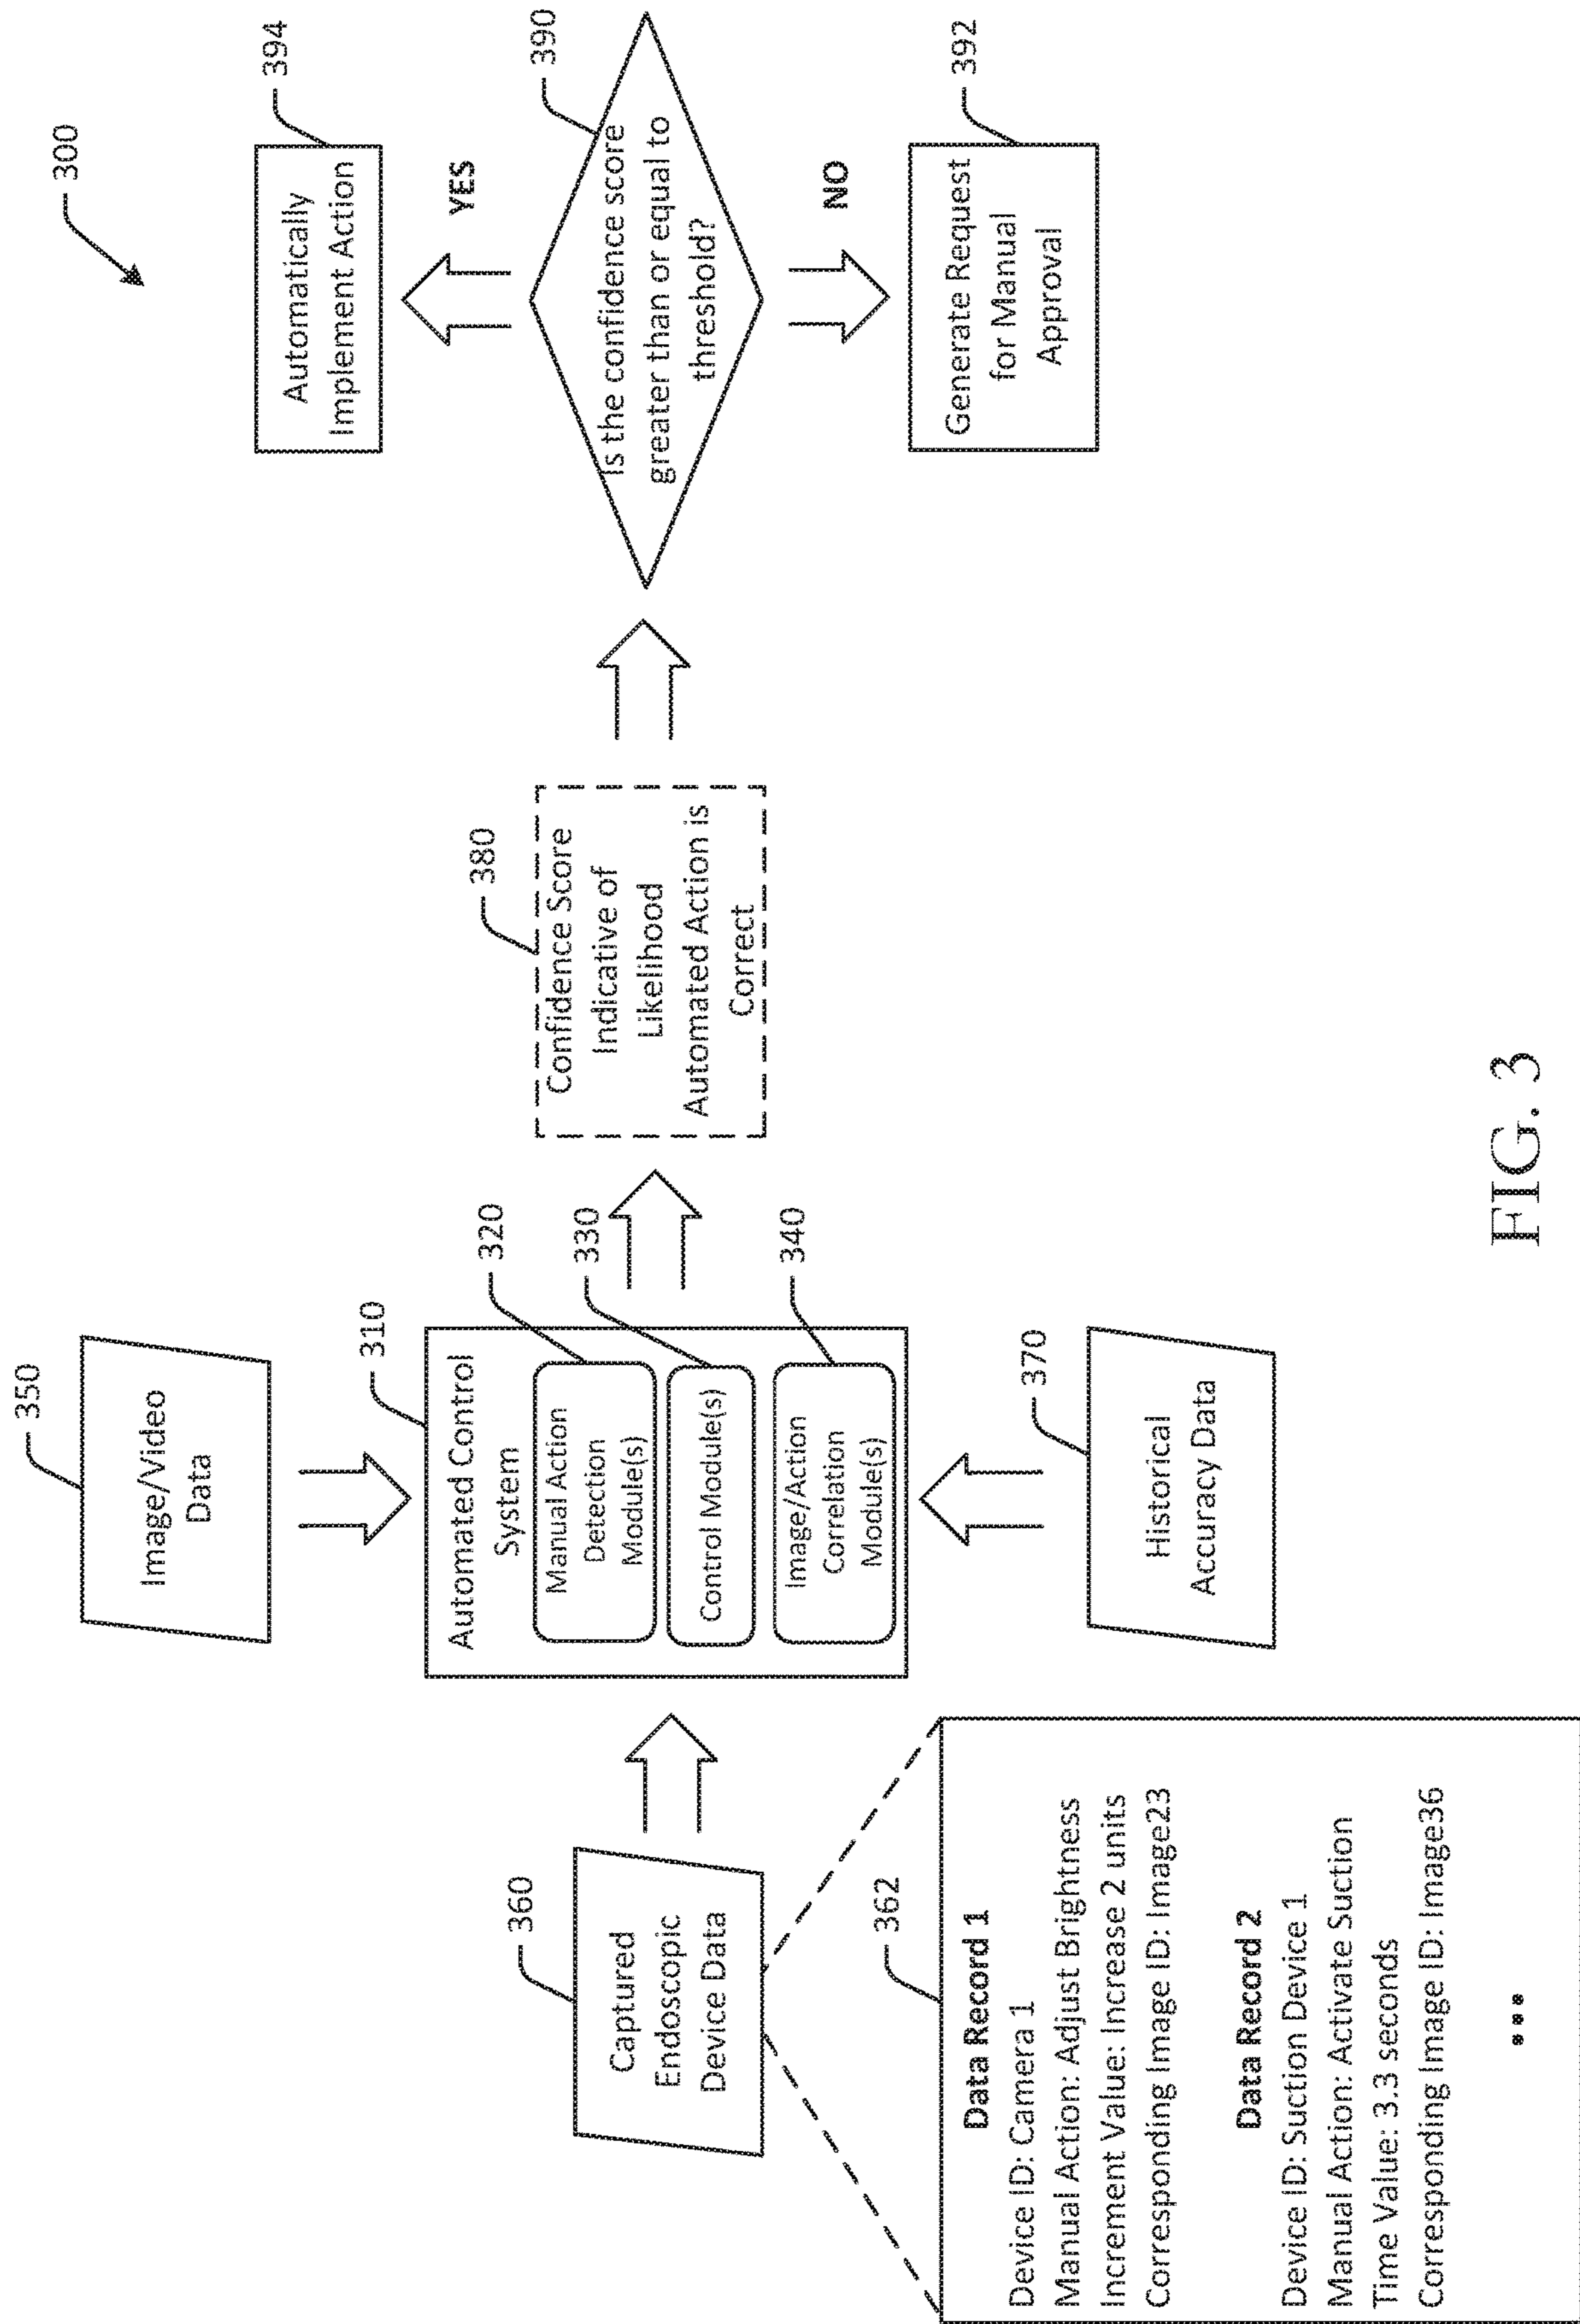 300
350
Image/Video
Data
310
Automated Control
System
320
Manual Action
Detection
Module(s)
330
Control Module(s)
340
Image/Action
Correlation
Module(s)
360
Captured
Endoscopic
Device Data
362
Data Record 1
Device ID: Camera 1
Manual Action: Adjust Brightness
Increment Value: Increase 2 units
Corresponding Image ID: Image23
Data Record 2
Device ID: Suction Device 1
Manual Action: Activate Suction
Time Value: 3.3 seconds
Corresponding Image ID: Image36
...
370
Historical
Accuracy Data
380
Confidence Score
Indicative of
Likelihood
Automated Action is
Correct
390
Is the confidence score
greater than or equal to
threshold?
YES
394
Automatically
Implement Action
NO
392
Generate Request
for Manual
Approval
FIG. 3